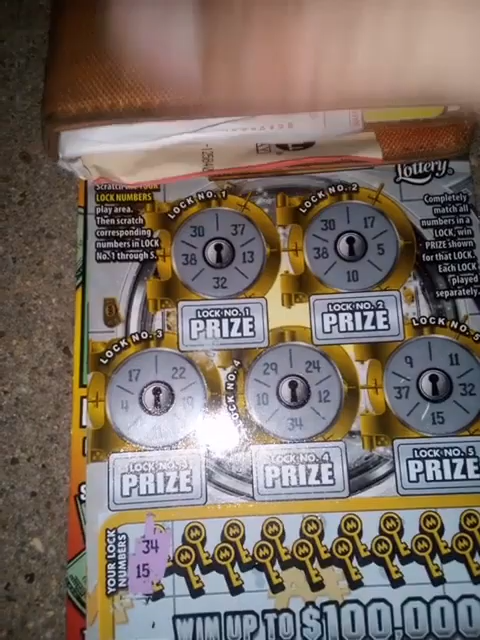 Lottery
LOCK NUMBERS
play area.
Then scratch
corresponding
numbers in LOCK
No. 1 through 5.
LOCK NO. 1
30 37
38 13
32
LOCK NO. 1
PRIZE
LOCK NO. 2
30 17
38 5
10
LOCK NO. 2
PRIZE
Completely
match all
numbers in a
LOCK, win
PRIZE shown
for that LOCK.
Each LOCK
played
separately.
LOCK NO. 3
17 22
4
LOCK NO. 3
PRIZE
LOCK NO. 4
29 24
10 12
34
LOCK NO. 4
PRIZE
LOCK NO. 5
9 11
37 32
15
LOCK NO. 5
PRIZE
YOUR LOCK
NUMBERS
34
15
WIN UP TO $100,000